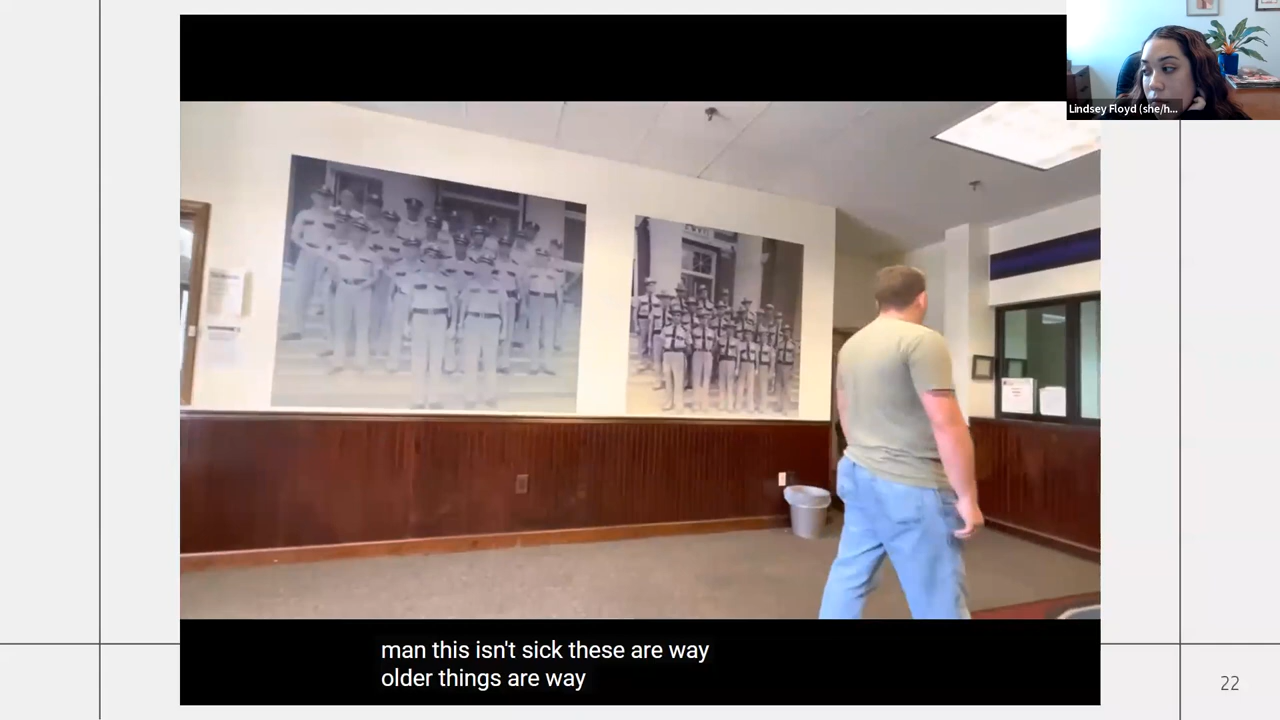 Lindsey Floyd (she/h...
man this isn't sick these are way
older things are way
22